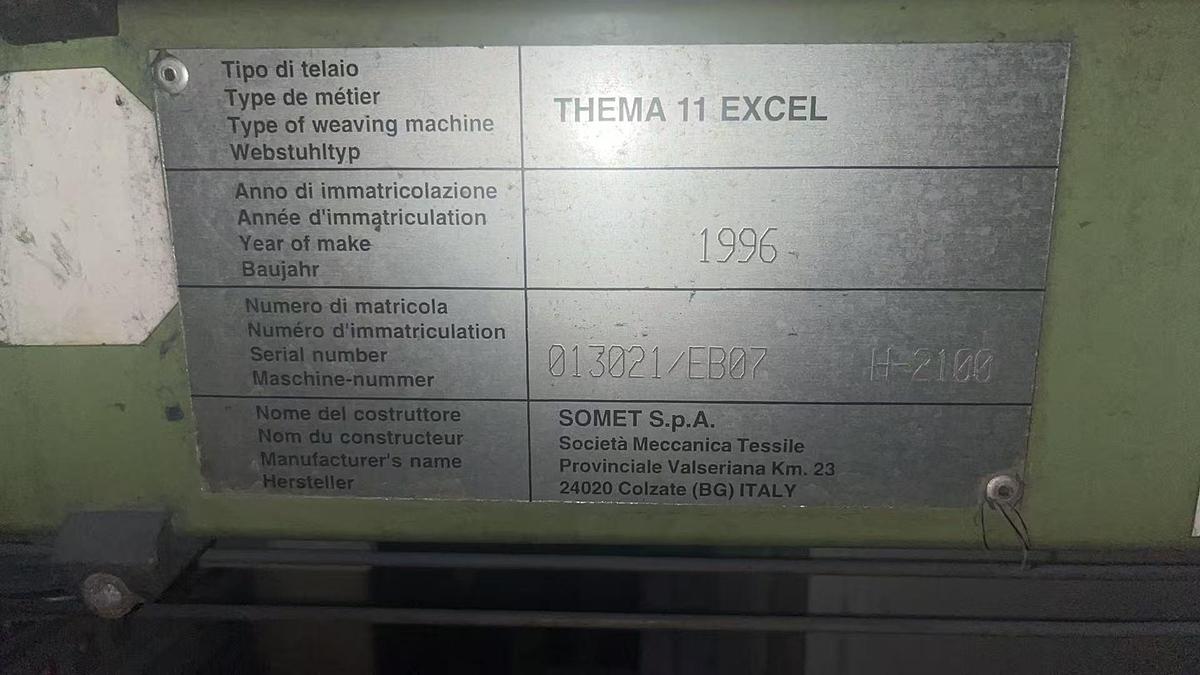 Tipo di telaio
Type de métier
Type of weaving machine
Webstuhltyp
THEMA 11 EXCEL
Anno di immatricolazione
Année d'immatriculation
Year of make
Baujahr
1996
Numero di matricola
Numéro d'immatriculation
Serial number
Maschine-nummer
013021/EB07 H-2100
Nome del costruttore
Nom du constructeur
Manufacturer's name
Hersteller
SOMET S.p.A.
Società Meccanica Tessile
Provinciale Valseriana Km. 23
24020 Colzate (BG) ITALY